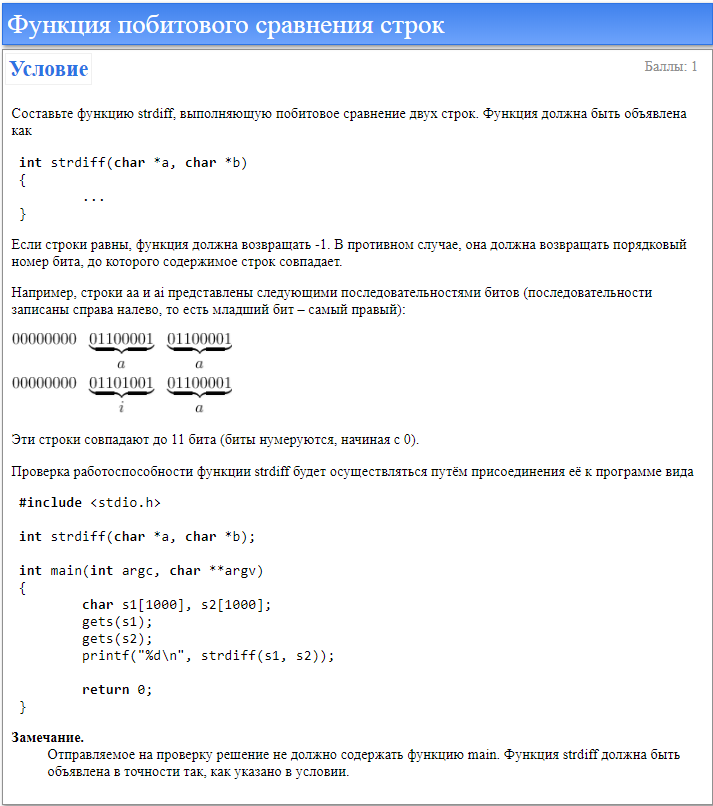 Функция побитового сравнения строк
Условие
Баллы: 1
Составьте функцию strdiff, выполняющую побитовое сравнение двух строк. Функция должна быть объявлена
как
int strdiff(char *a, char *b)
{
        ...
}
Если строки равны, функция должна возвращать -1. В противном случае, она должна возвращать порядковый
номер бита, до которого содержимое строк совпадает.
Например, строки aa и ai представлены следующими последовательностями битов (последовательности
записаны справа налево, то есть младший бит – самый правый):
00000000 01100001 01100001
a a
00000000 01101001 01100001
i a
Эти строки совпадают до 11 бита (биты нумеруются, начиная с 0).
Проверка работоспособности функции strdiff будет осуществляться путём присоединения её к программе вида
#include <stdio.h>
int strdiff(char *a, char *b);
int main(int argc, char **argv)
{
        char s1[1000], s2[1000];
        gets(s1);
        gets(s2);
        printf("%d\n", strdiff(s1, s2));
        return 0;
}
Замечание.
Отправляемое на проверку решение не должно содержать функцию main. Функция strdiff должна быть
объявлена в точности так, как указано в условии.